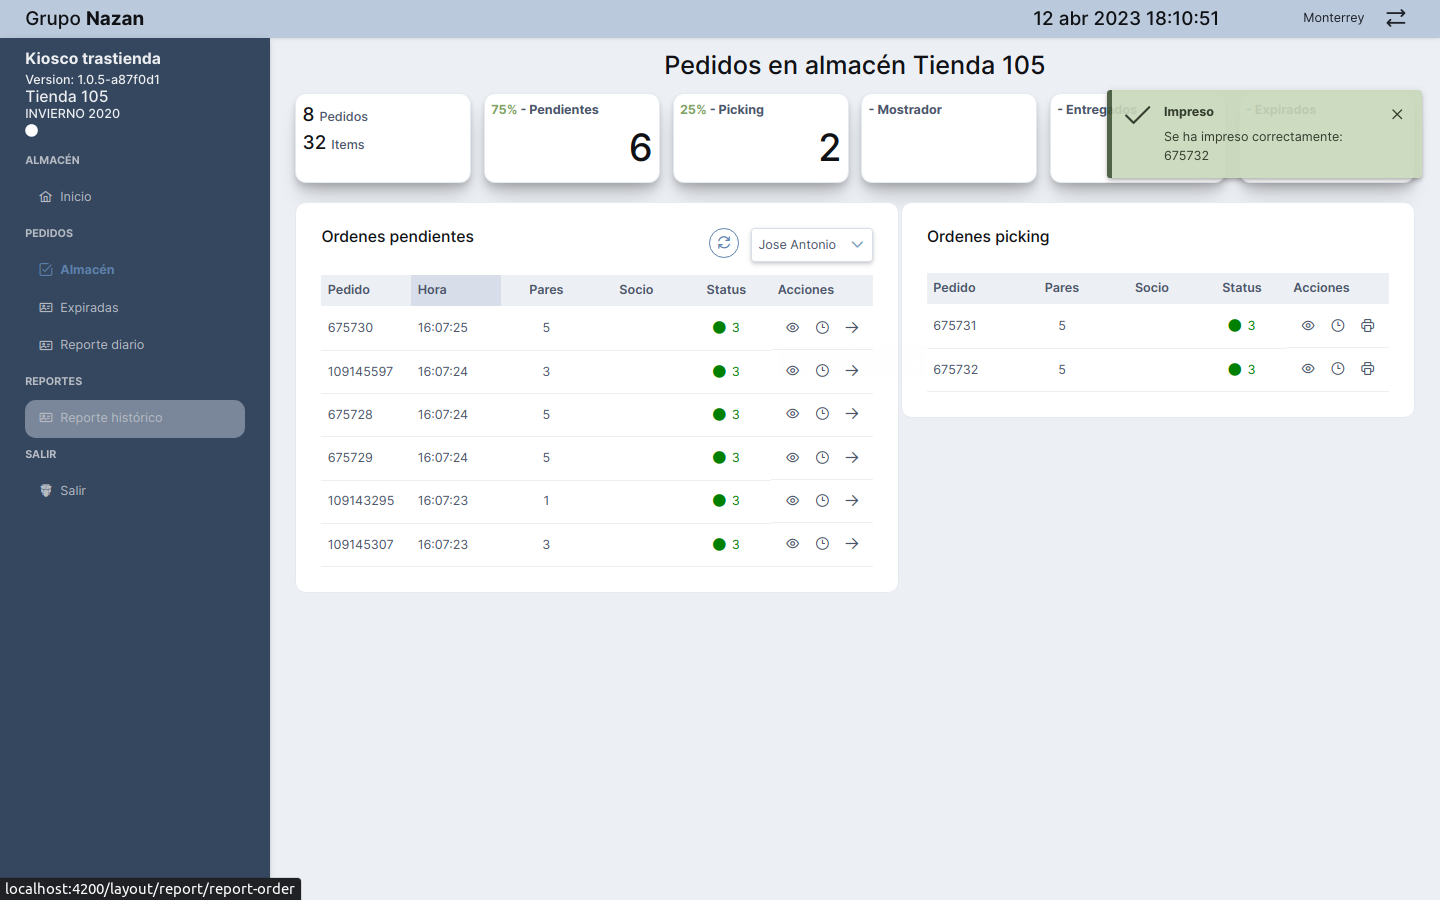 Grupo Nazan
12 abr 2023 18:10:51
Monterrey
Kiosco trastienda
Version: 1.0.5-a87f0d1
Tienda 105
INVIERNO 2020
ALMACÉN
Inicio
PEDIDOS
Almacén
Expiradas
Reporte diario
REPORTES
Reporte histórico
SALIR
Salir
Pedidos en almacén Tienda 105
8 Pedidos
32 Items
75% - Pendientes
6
25% - Picking
2
- Mostrador
- Entregados
- Expirados
Impreso
Se ha impreso correctamente:
675732
Ordenes pendientes
Jose Antonio
Pedido Hora Pares Socio Status Acciones
675730 16:07:25 5 3
109145597 16:07:24 3 3
675728 16:07:24 5 3
675729 16:07:24 5 3
109143295 16:07:23 1 3
109145307 16:07:23 3 3
Ordenes picking
Pedido Pares Socio Status Acciones
675731 5 3
675732 5 3
localhost:4200/layout/report/report-order